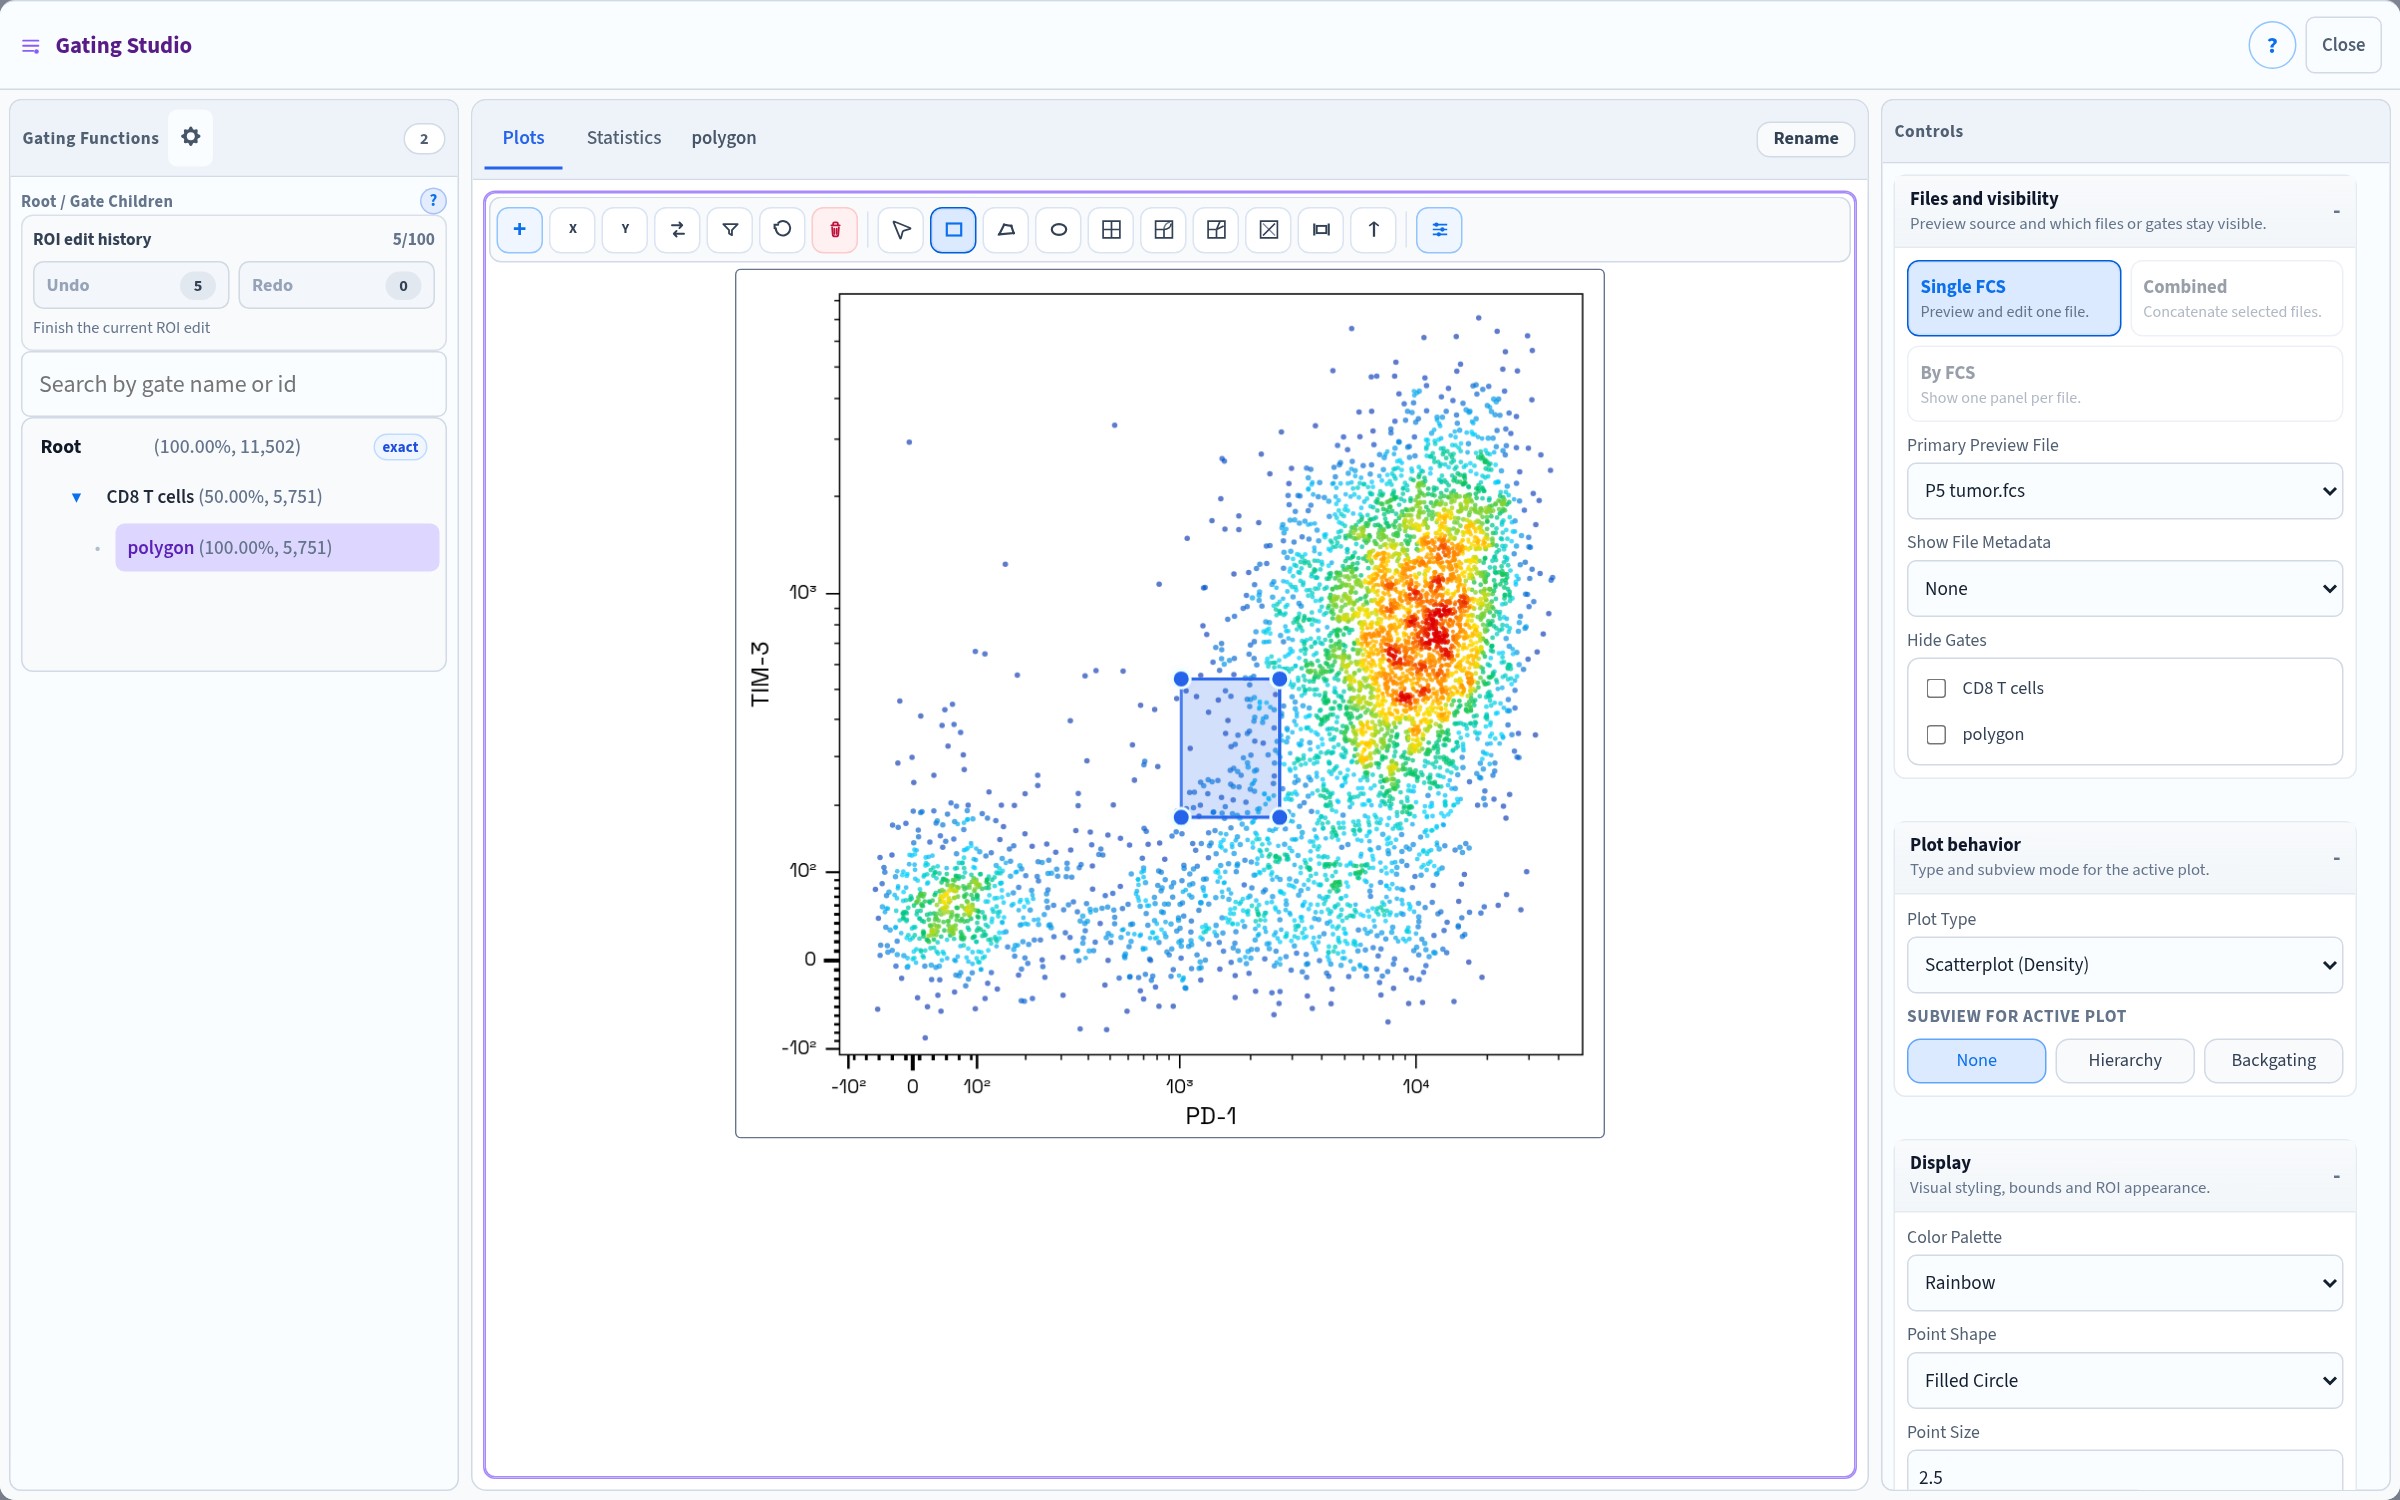 Gating Studio
?
Close
Gating Functions
2
Root / Gate Children
?
ROI edit history
5/100
Undo 5
Redo 0
Finish the current ROI edit
Search by gate name or id
Root (100.00%, 11,502) exact
CD8 T cells (50.00%, 5,751)
polygon (100.00%, 5,751)
Plots
Statistics
polygon
Rename
+
X
Y
TIM-3
10³
10²
0
-10²
-10²
0
10²
10³
10⁴
PD-1
Controls
Files and visibility
-
Preview source and which files or gates stay visible.
Single FCS
Preview and edit one file.
Combined
Concatenate selected files.
By FCS
Show one panel per file.
Primary Preview File
P5 tumor.fcs
Show File Metadata
None
Hide Gates
CD8 T cells
polygon
Plot behavior
-
Type and subview mode for the active plot.
Plot Type
Scatterplot (Density)
SUBVIEW FOR ACTIVE PLOT
None
Hierarchy
Backgating
Display
-
Visual styling, bounds and ROI appearance.
Color Palette
Rainbow
Point Shape
Filled Circle
Point Size
2.5